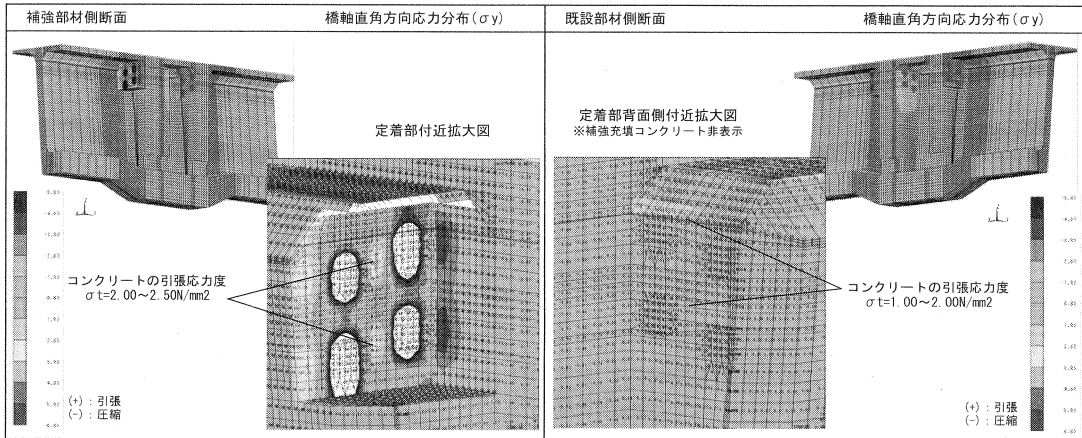 補強部材側断面
橋軸直角方向応力分布(σy)
定着部付近拡大図
コンクリートの引張応力度
σt=2.00～2.50N/mm2
(+) : 引張
(-) : 圧縮
既設部材側断面
橋軸直角方向応力分布(σy)
定着部背面側付近拡大図
※補強充填コンクリート非表示
コンクリートの引張応力度
σt=1.00～2.00N/mm2
(+) : 引張
(-) : 圧縮